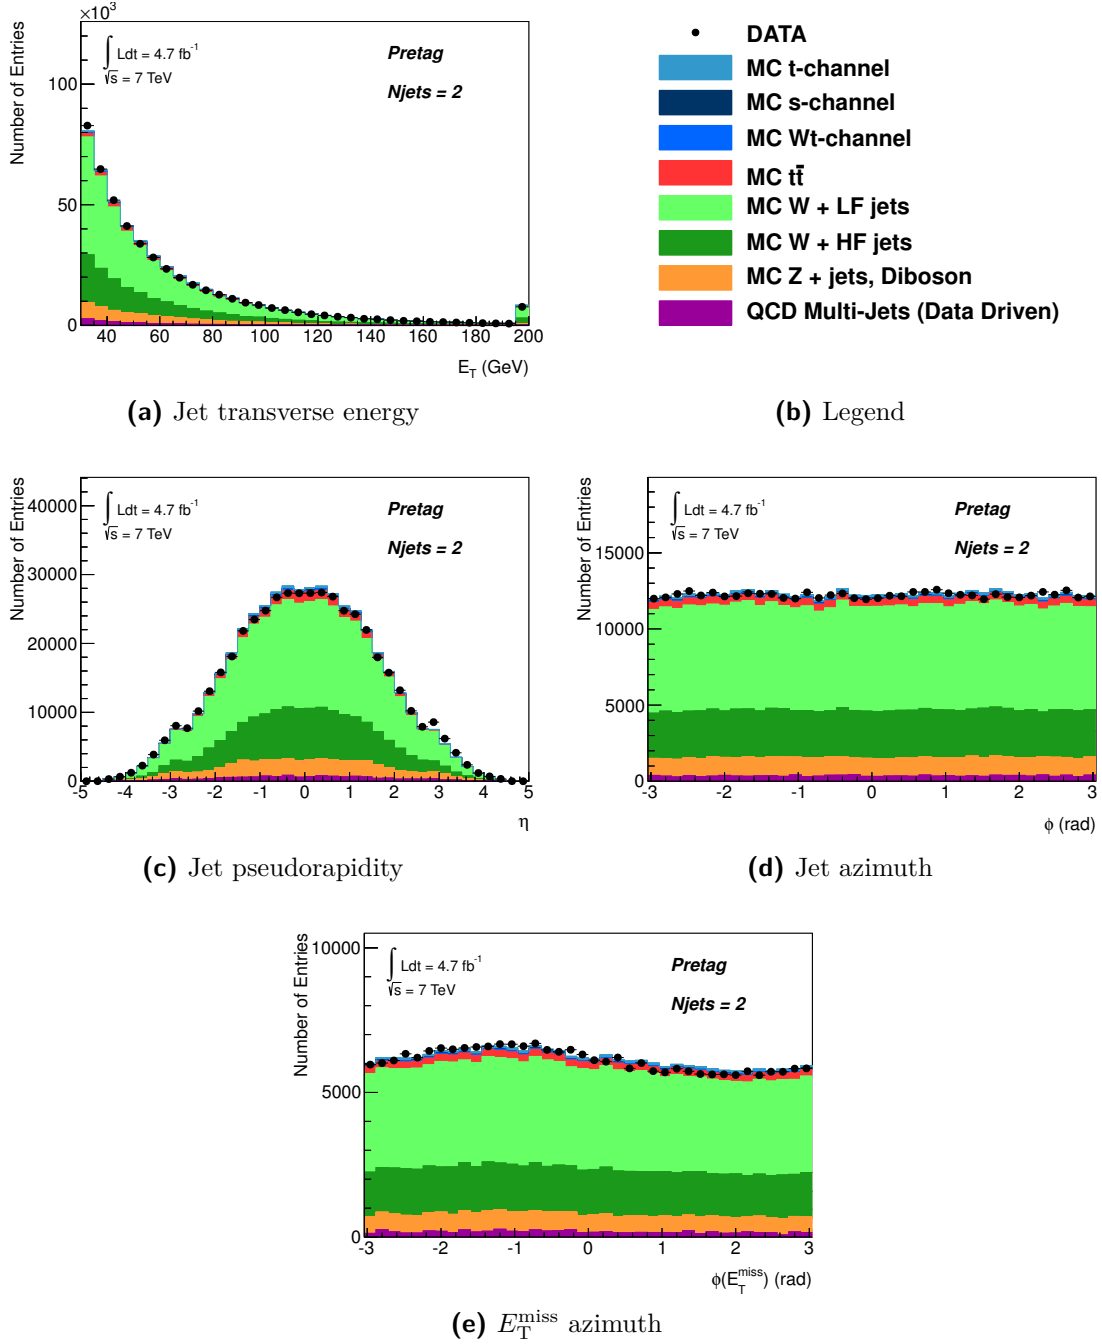 ×10³
Number of Entries
100
50
0
∫ Ldt = 4.7 fb⁻¹
√s = 7 TeV
Pretag
Njets = 2
40 60 80 100 120 140 160 180 200
E_T (GeV)
(a) Jet transverse energy
DATA
MC t-channel
MC s-channel
MC Wt-channel
MC tt̄
MC W + LF jets
MC W + HF jets
MC Z + jets, Diboson
QCD Multi-Jets (Data Driven)
(b) Legend
Number of Entries
40000
30000
20000
10000
0
∫ Ldt = 4.7 fb⁻¹
√s = 7 TeV
Pretag
Njets = 2
-5 -4 -3 -2 -1 0 1 2 3 4 5
η
(c) Jet pseudorapidity
Number of Entries
15000
10000
5000
0
∫ Ldt = 4.7 fb⁻¹
√s = 7 TeV
Pretag
Njets = 2
-3 -2 -1 0 1 2 3
ϕ (rad)
(d) Jet azimuth
Number of Entries
10000
5000
0
∫ Ldt = 4.7 fb⁻¹
√s = 7 TeV
Pretag
Njets = 2
-3 -2 -1 0 1 2 3
ϕ(E_T^miss) (rad)
(e) E_T^miss azimuth